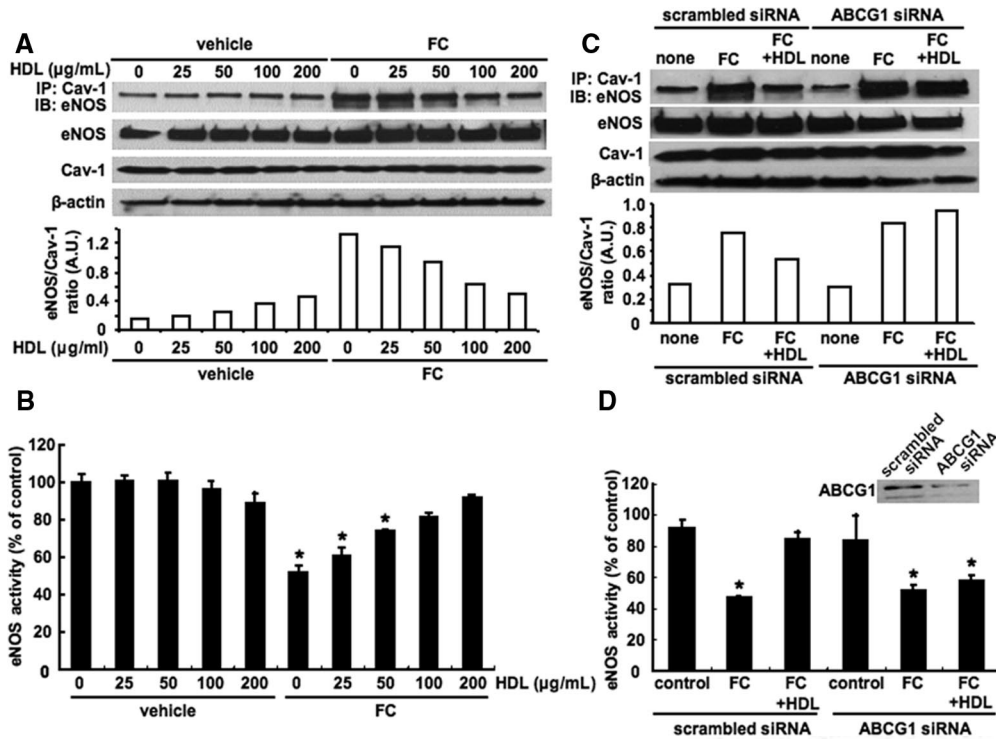 A
vehicle FC
HDL (µg/mL) 0 25 50 100 200 0 25 50 100 200
IP: Cav-1
IB: eNOS
eNOS
Cav-1
β-actin
eNOS/Cav-1
ratio (A.U.)
1.2
0.8
0.4
0
HDL (µg/ml) 0 25 50 100 200 0 25 50 100 200
vehicle FC
C
scrambled siRNA ABCG1 siRNA
none FC FC +HDL none FC FC +HDL
IP: Cav-1
IB: eNOS
eNOS
Cav-1
β-actin
eNOS/Cav-1
ratio (A.U.)
1.0
0.8
0.6
0.4
0.2
0
none FC FC +HDL none FC FC +HDL
scrambled siRNA ABCG1 siRNA
B
eNOS activity (% of control)
120
100
80
60
40
20
0
* * *
0 25 50 100 200 0 25 50 100 200 HDL (µg/mL)
vehicle FC
D
scrambled siRNA ABCG1 siRNA
ABCG1
eNOS activity (% of control)
120
100
80
60
40
20
0
* * *
control FC FC +HDL control FC FC +HDL
scrambled siRNA ABCG1 siRNA